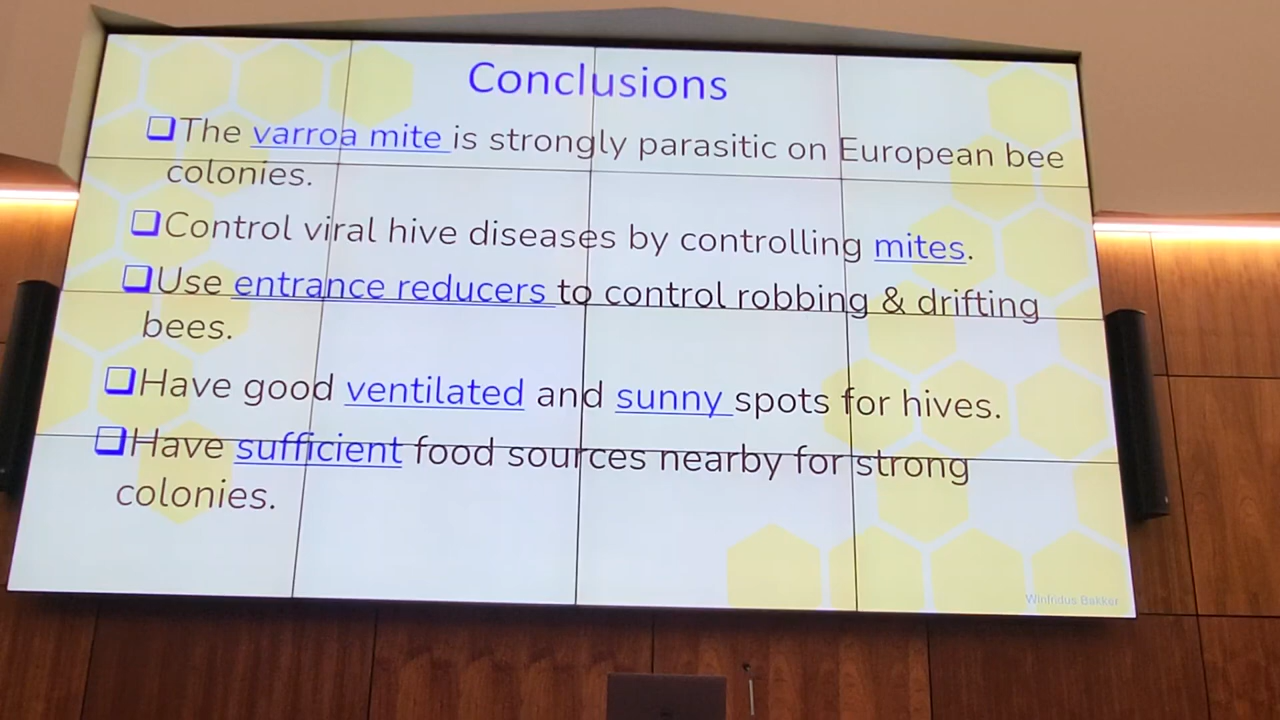 Conclusions
❑The varroa mite is strongly parasitic on European bee
colonies.
❑Control viral hive diseases by controlling mites.
❑Use entrance reducers to control robbing & drifting
bees.
❑Have good ventilated and sunny spots for hives.
❑Have sufficient food sources nearby for strong
colonies.
Winfridus Bakker